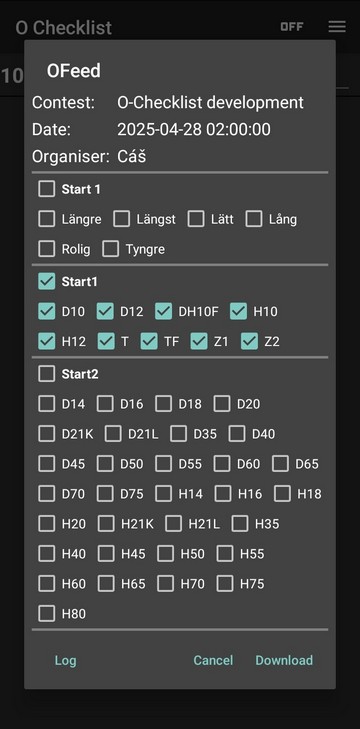 O Checklist OFF
10
OFeed
Contest: O-Checklist development
Date: 2025-04-28 02:00:00
Organiser: Cáš
Start 1
Längre Längst Lätt Lång
Rolig Tyngre
Start1
D10 D12 DH10F H10
H12 T TF Z1 Z2
Start2
D14 D16 D18 D20
D21K D21L D35 D40
D45 D50 D55 D60 D65
D70 D75 H14 H16 H18
H20 H21K H21L H35
H40 H45 H50 H55
H60 H65 H70 H75
H80
Log Cancel Download